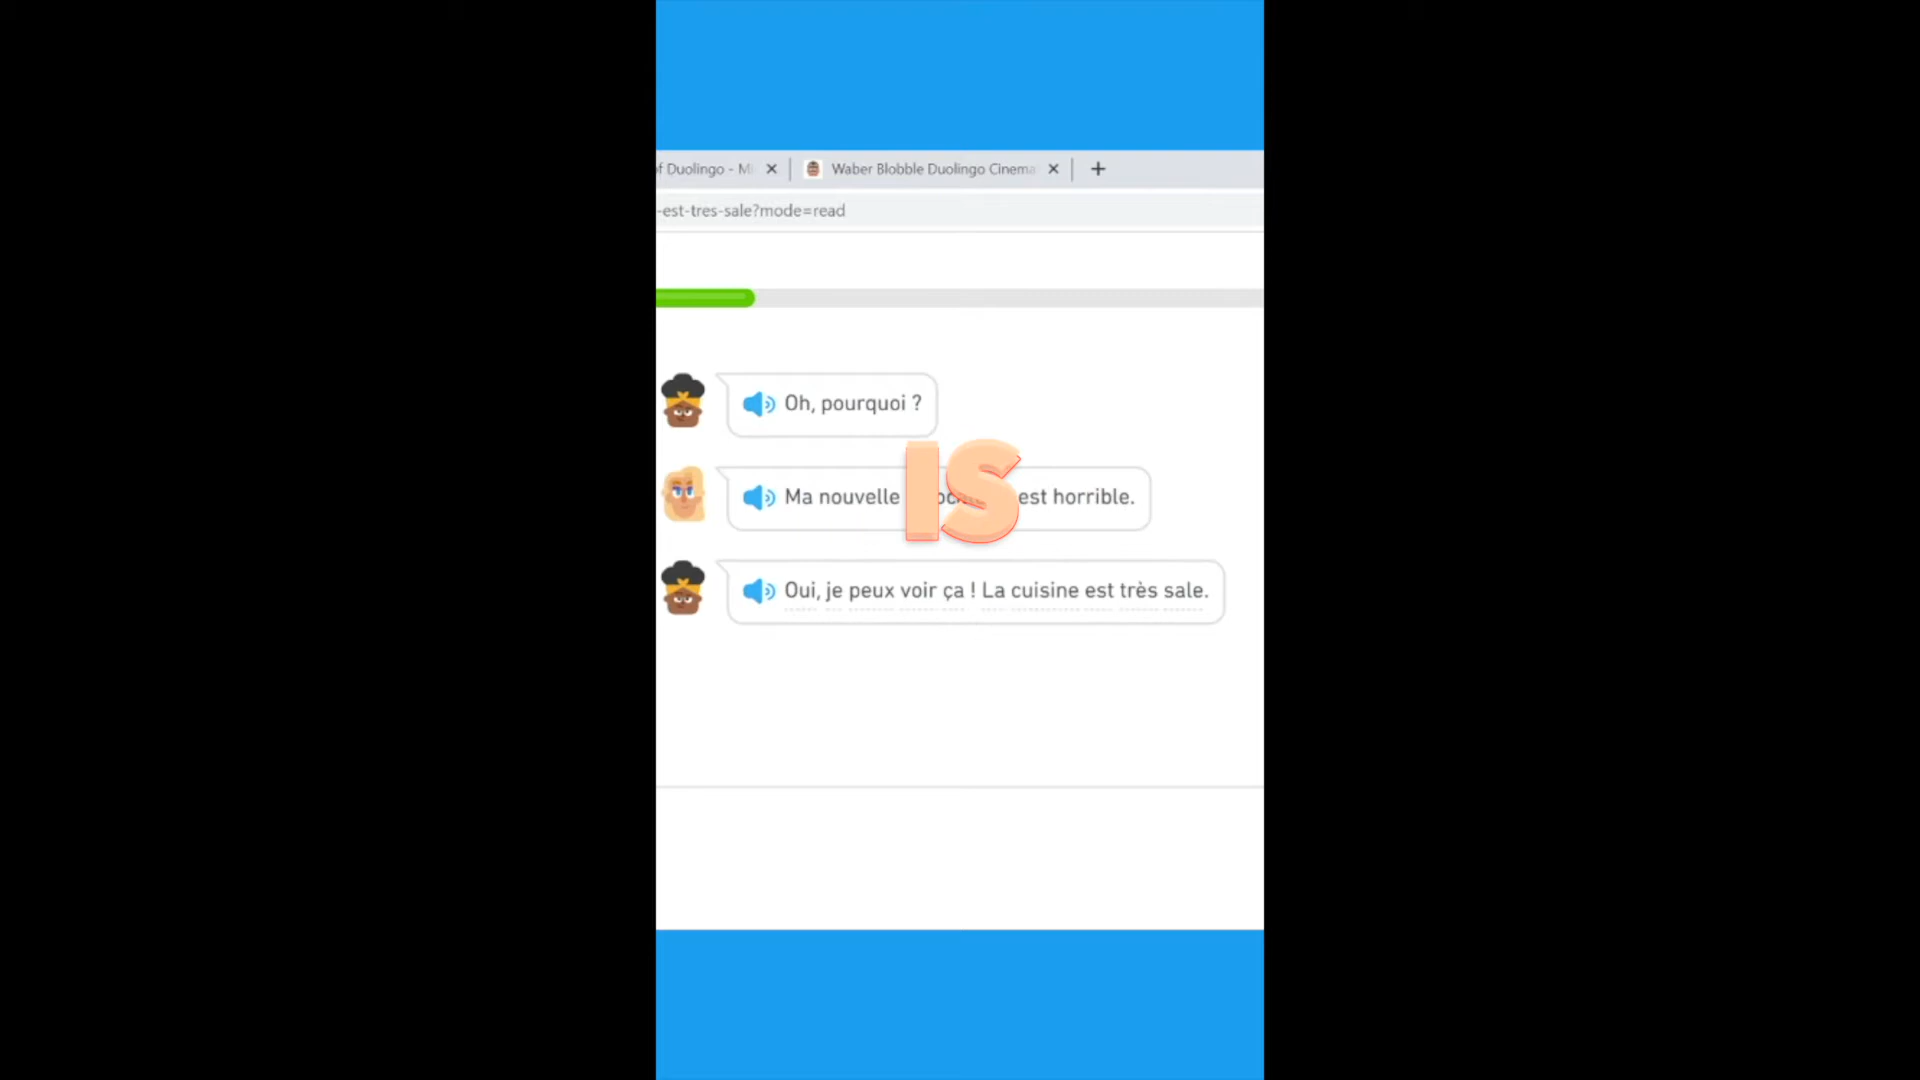 of Duolingo - M
Waber Blobble Duolingo Cinema
-est-tres-sale?mode=read
Oh, pourquoi ?
IS
Ma nouvelle est horrible.
Oui, je peux voir ça ! La cuisine est très sale.